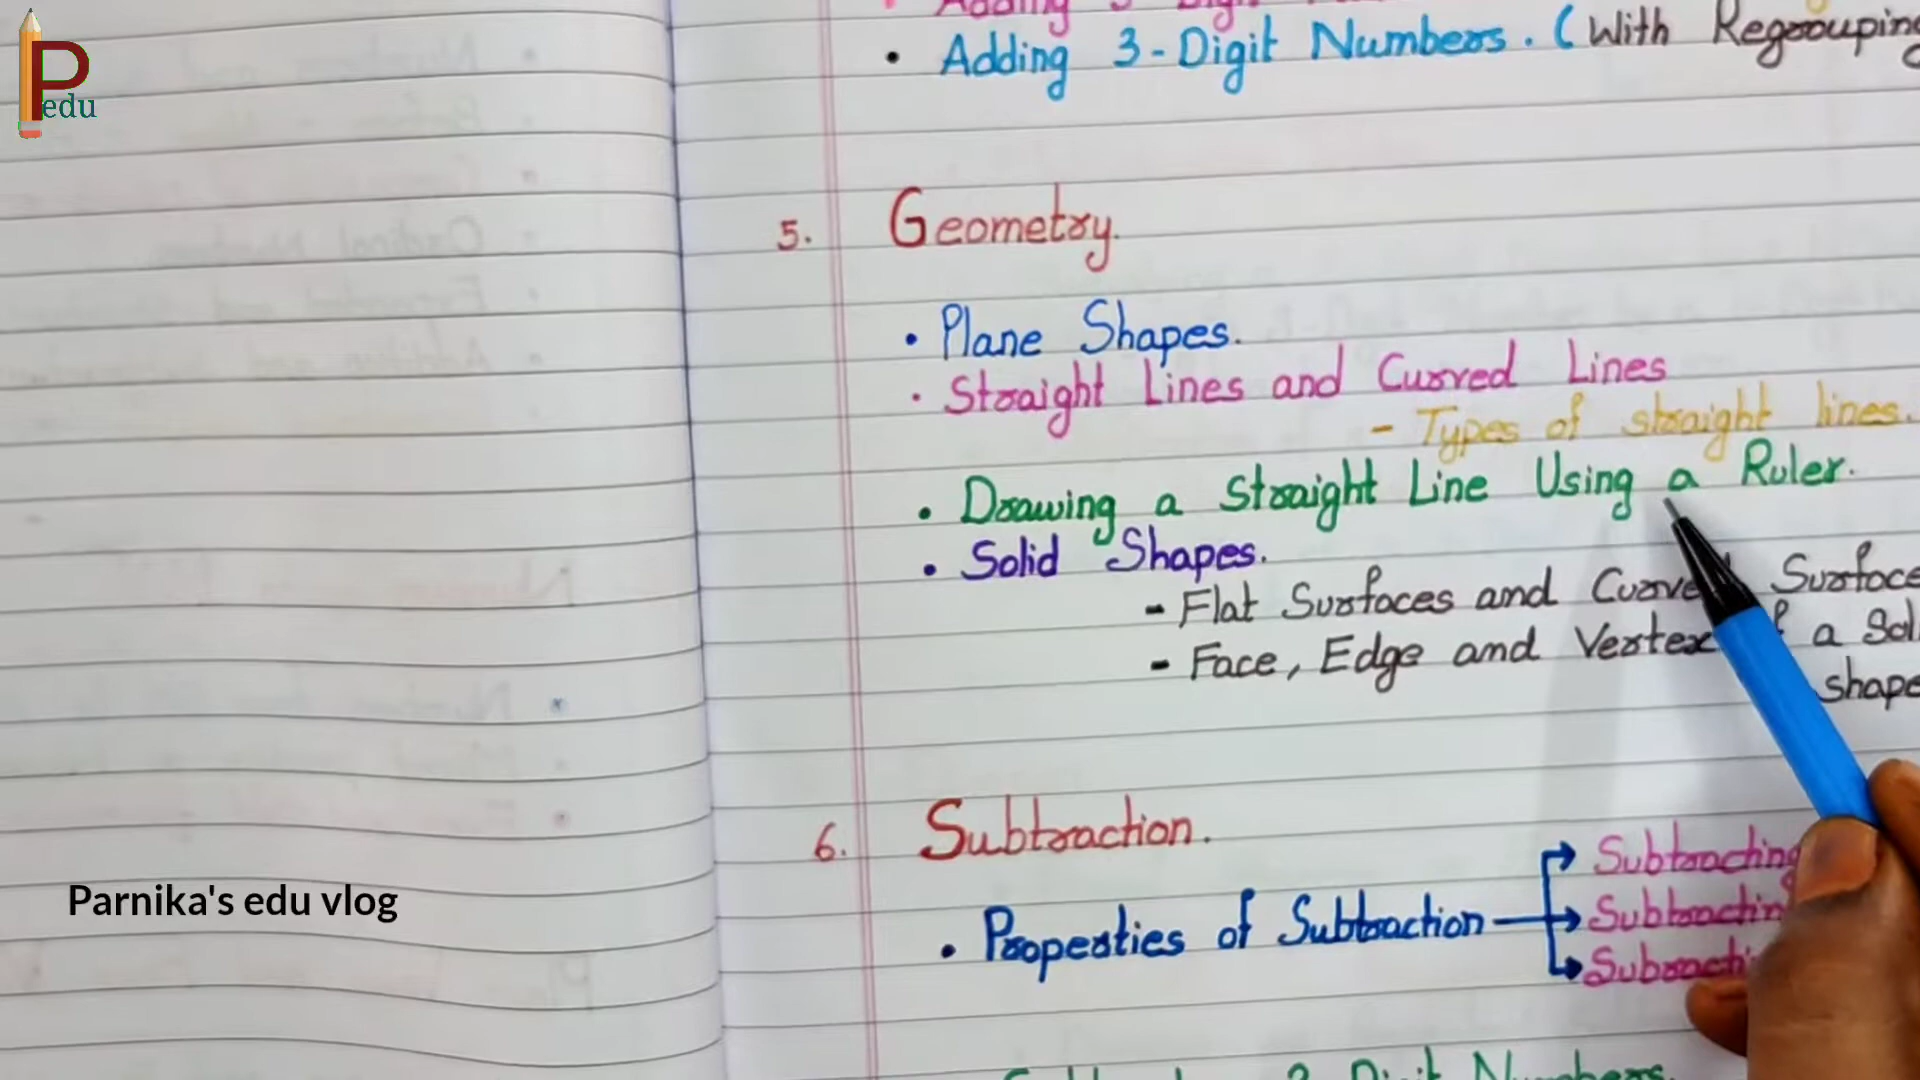 P
edu
• Adding 3-Digit Numbers. (With Regrouping
5. Geometry.
• Plane Shapes.
• Straight Lines and Curved Lines
- Types of straight lines.
• Drawing a Straight Line Using a Ruler.
• Solid Shapes.
- Flat Surfaces and Surface
- Face, Edge and Vertex a
shape
6. Subtraction.
Subtracting
• Properties of Subtraction
Parnika's edu vlog